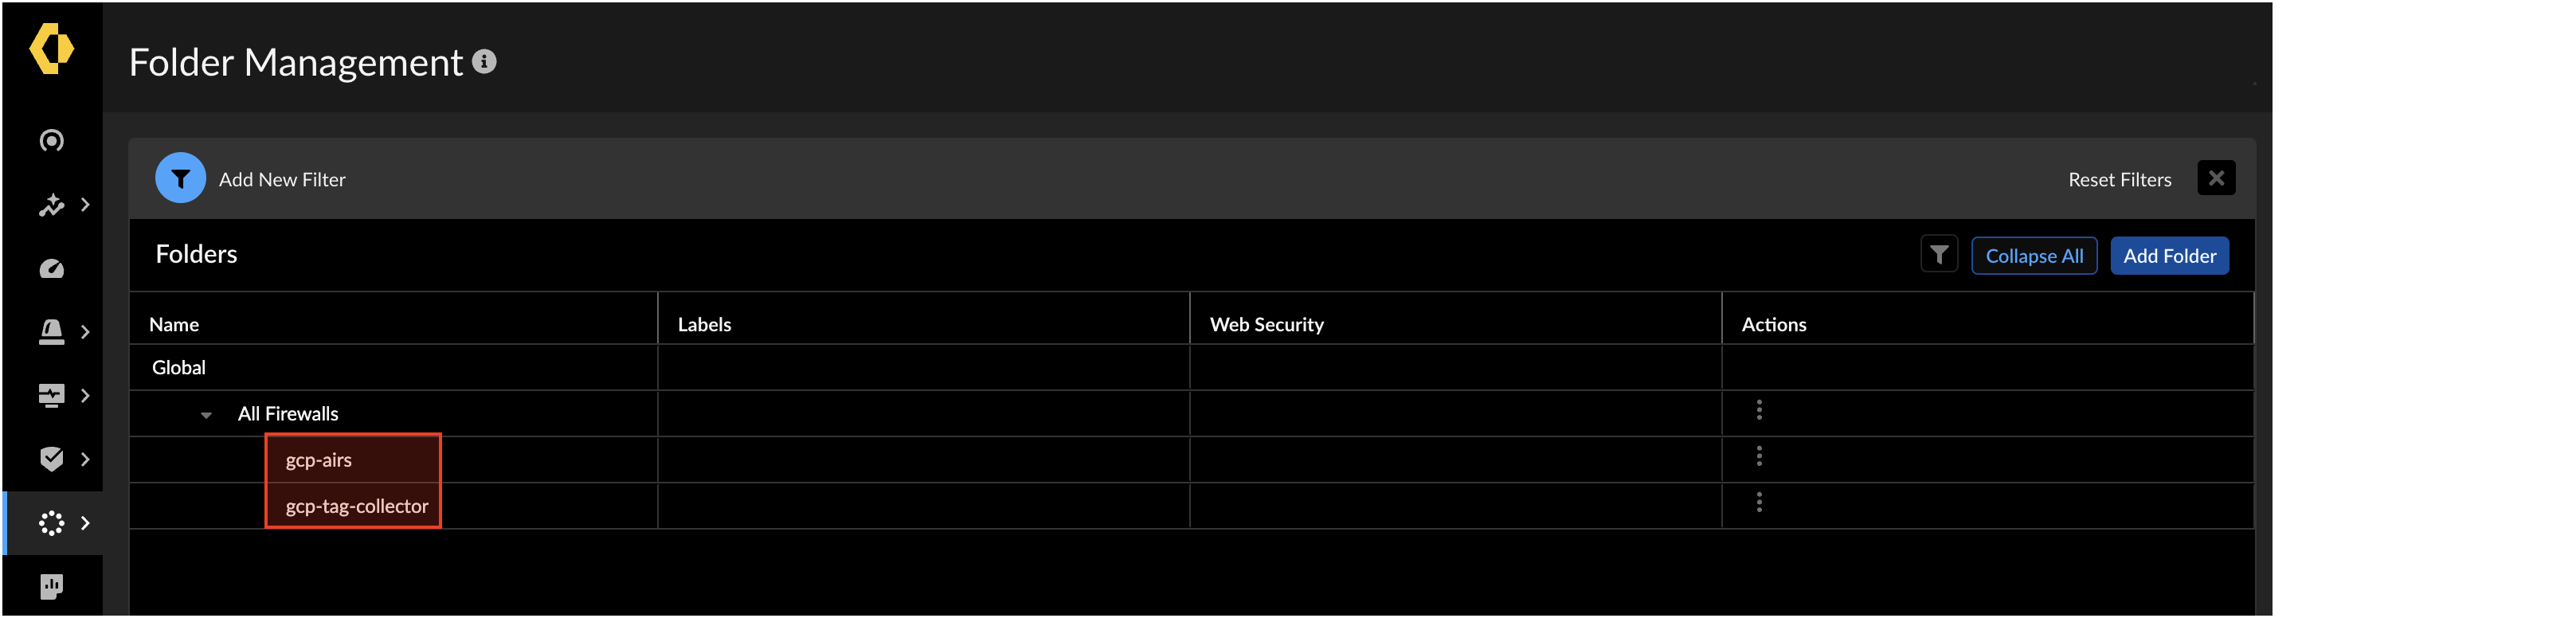 Folder Management
Add New Filter
Reset Filters
Folders
Collapse All
Add Folder
Name Labels Web Security Actions
Global
All Firewalls
gcp-airs
gcp-tag-collector